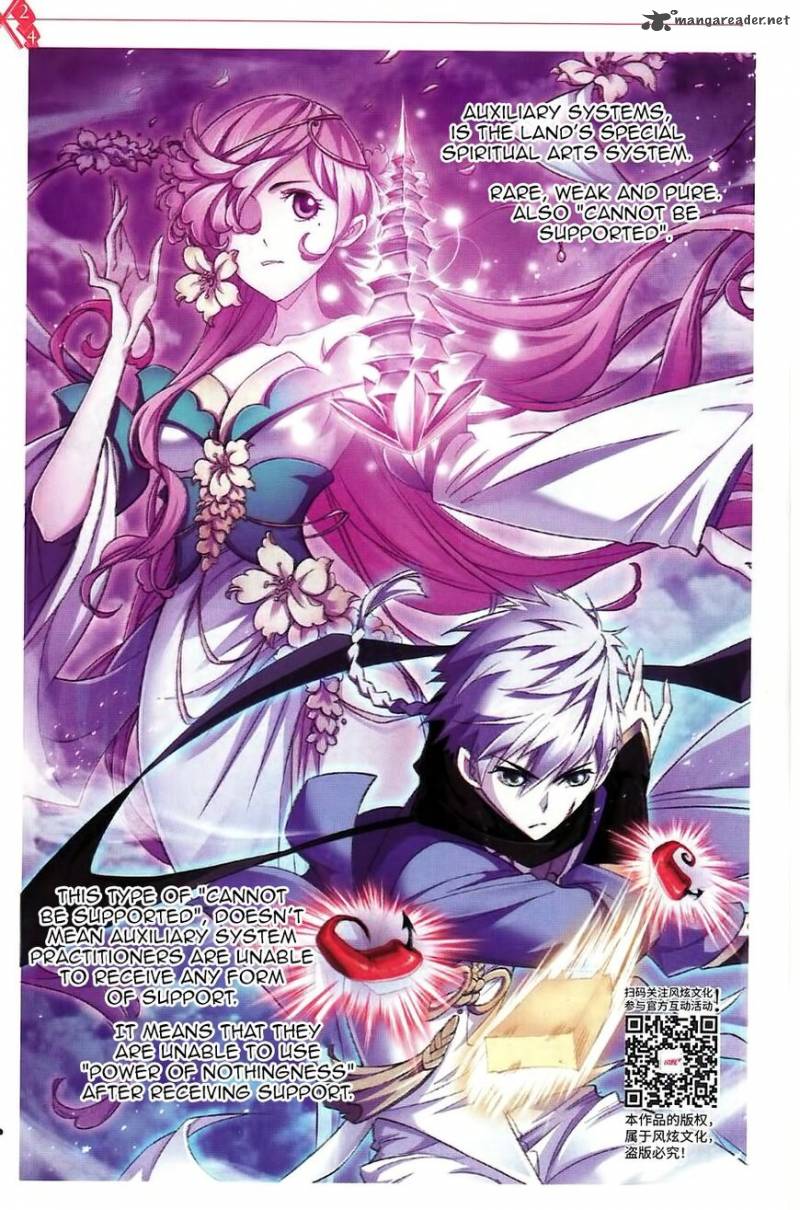 24
mangareader.net
AUXILIARY SYSTEMS,
IS THE LAND'S SPECIAL
SPIRITUAL ARTS SYSTEM.
RARE, WEAK AND PURE.
ALSO "CANNOT BE
SUPPORTED".
THIS TYPE OF "CANNOT
BE SUPPORTED", DOESN'T
MEAN AUXILIARY SYSTEM
PRACTITIONERS ARE UNABLE
TO RECEIVE ANY FORM
OF SUPPORT.
IT MEANS THAT THEY
ARE UNABLE TO USE
"POWER OF NOTHINGNESS"
AFTER RECEIVING SUPPORT.
扫码关注风炫文化
参与官方互动活动!
本作品的版权,
属于风炫文化,
盗版必究!